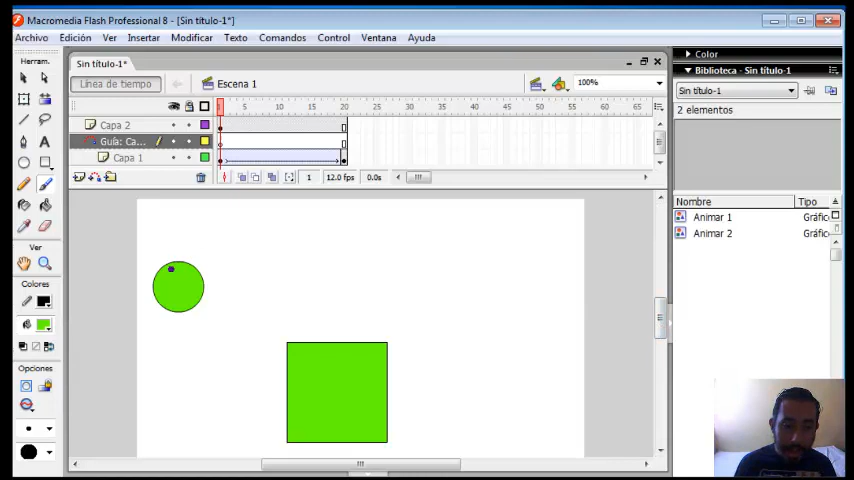 Macromedia Flash Professional 8 - [Sin título-1*]
Archivo Edición Ver Insertar Modificar Texto Comandos Control Ventana Ayuda
Herram.
Ver
Colores
Opciones
Sin título-1*
Línea de tiempo
Escena 1
100%
1 5 10 15 20 25 30 35 40 45 50 55 60 65
Capa 2
Guía: Ca...
Capa 1
1 12.0 fps 0.0s
Color
Biblioteca - Sin título-1
Sin título-1
2 elementos
Nombre Tipo
Animar 1 Gráfic
Animar 2 Gráfic